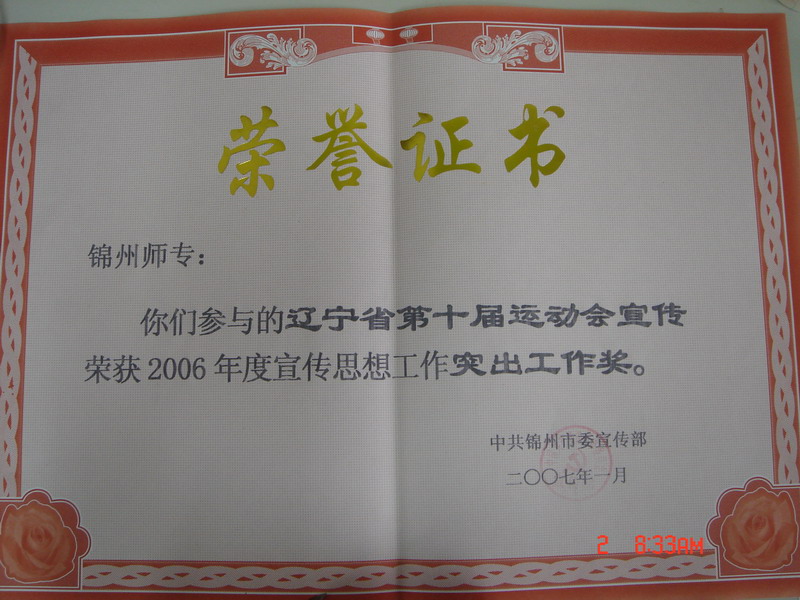 荣誉证书
锦州师专：
你们参与的辽宁省第十届运动会宣传
荣获2006年度宣传思想工作突出工作奖。
中共锦州市委宣传部
二〇〇七年一月
2 8:33AM